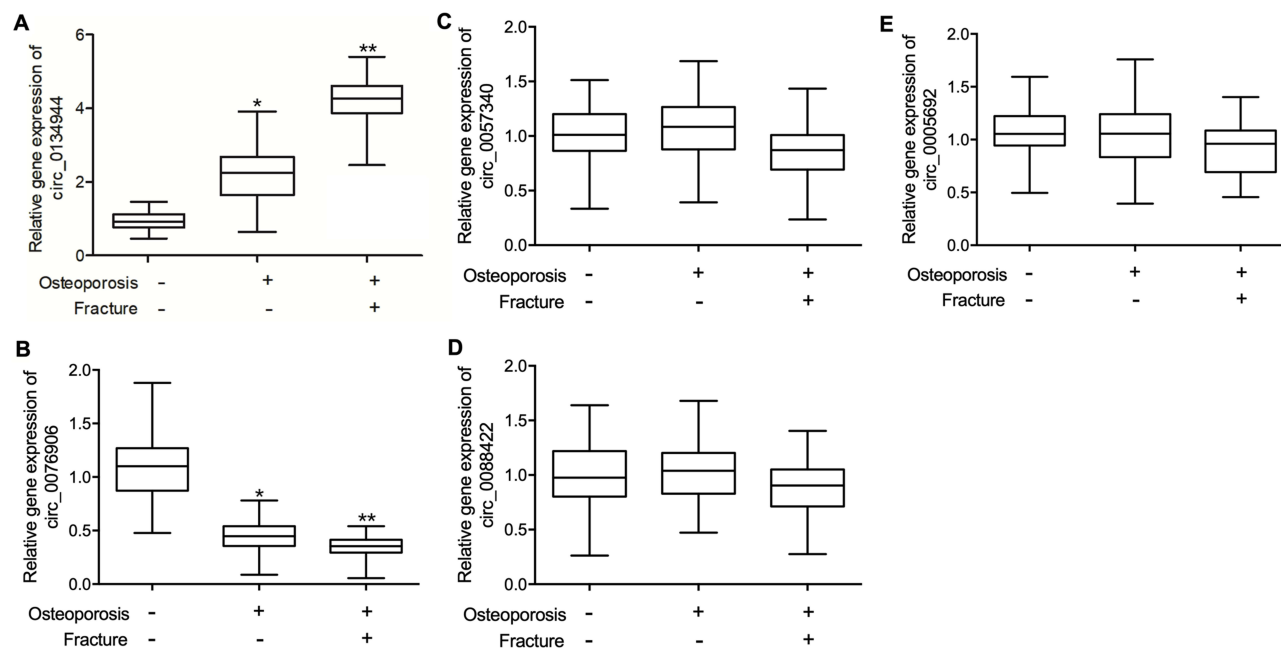 A
Relative gene expression of
circ_0134944
6
4
2
0
*
**
Osteoporosis - + +
Fracture - - +
B
Relative gene expression of
circ_0076906
2.0
1.5
1.0
0.5
0.0
*
**
Osteoporosis - + +
Fracture - - +
C
Relative gene expression of
circ_0057340
2.0
1.5
1.0
0.5
0.0
Osteoporosis - + +
Fracture - - +
D
Relative gene expression of
circ_0088422
2.0
1.5
1.0
0.5
0.0
Osteoporosis - + +
Fracture - - +
E
Relative gene expression of
circ_0005692
2.0
1.5
1.0
0.5
0.0
Osteoporosis - + +
Fracture - - +